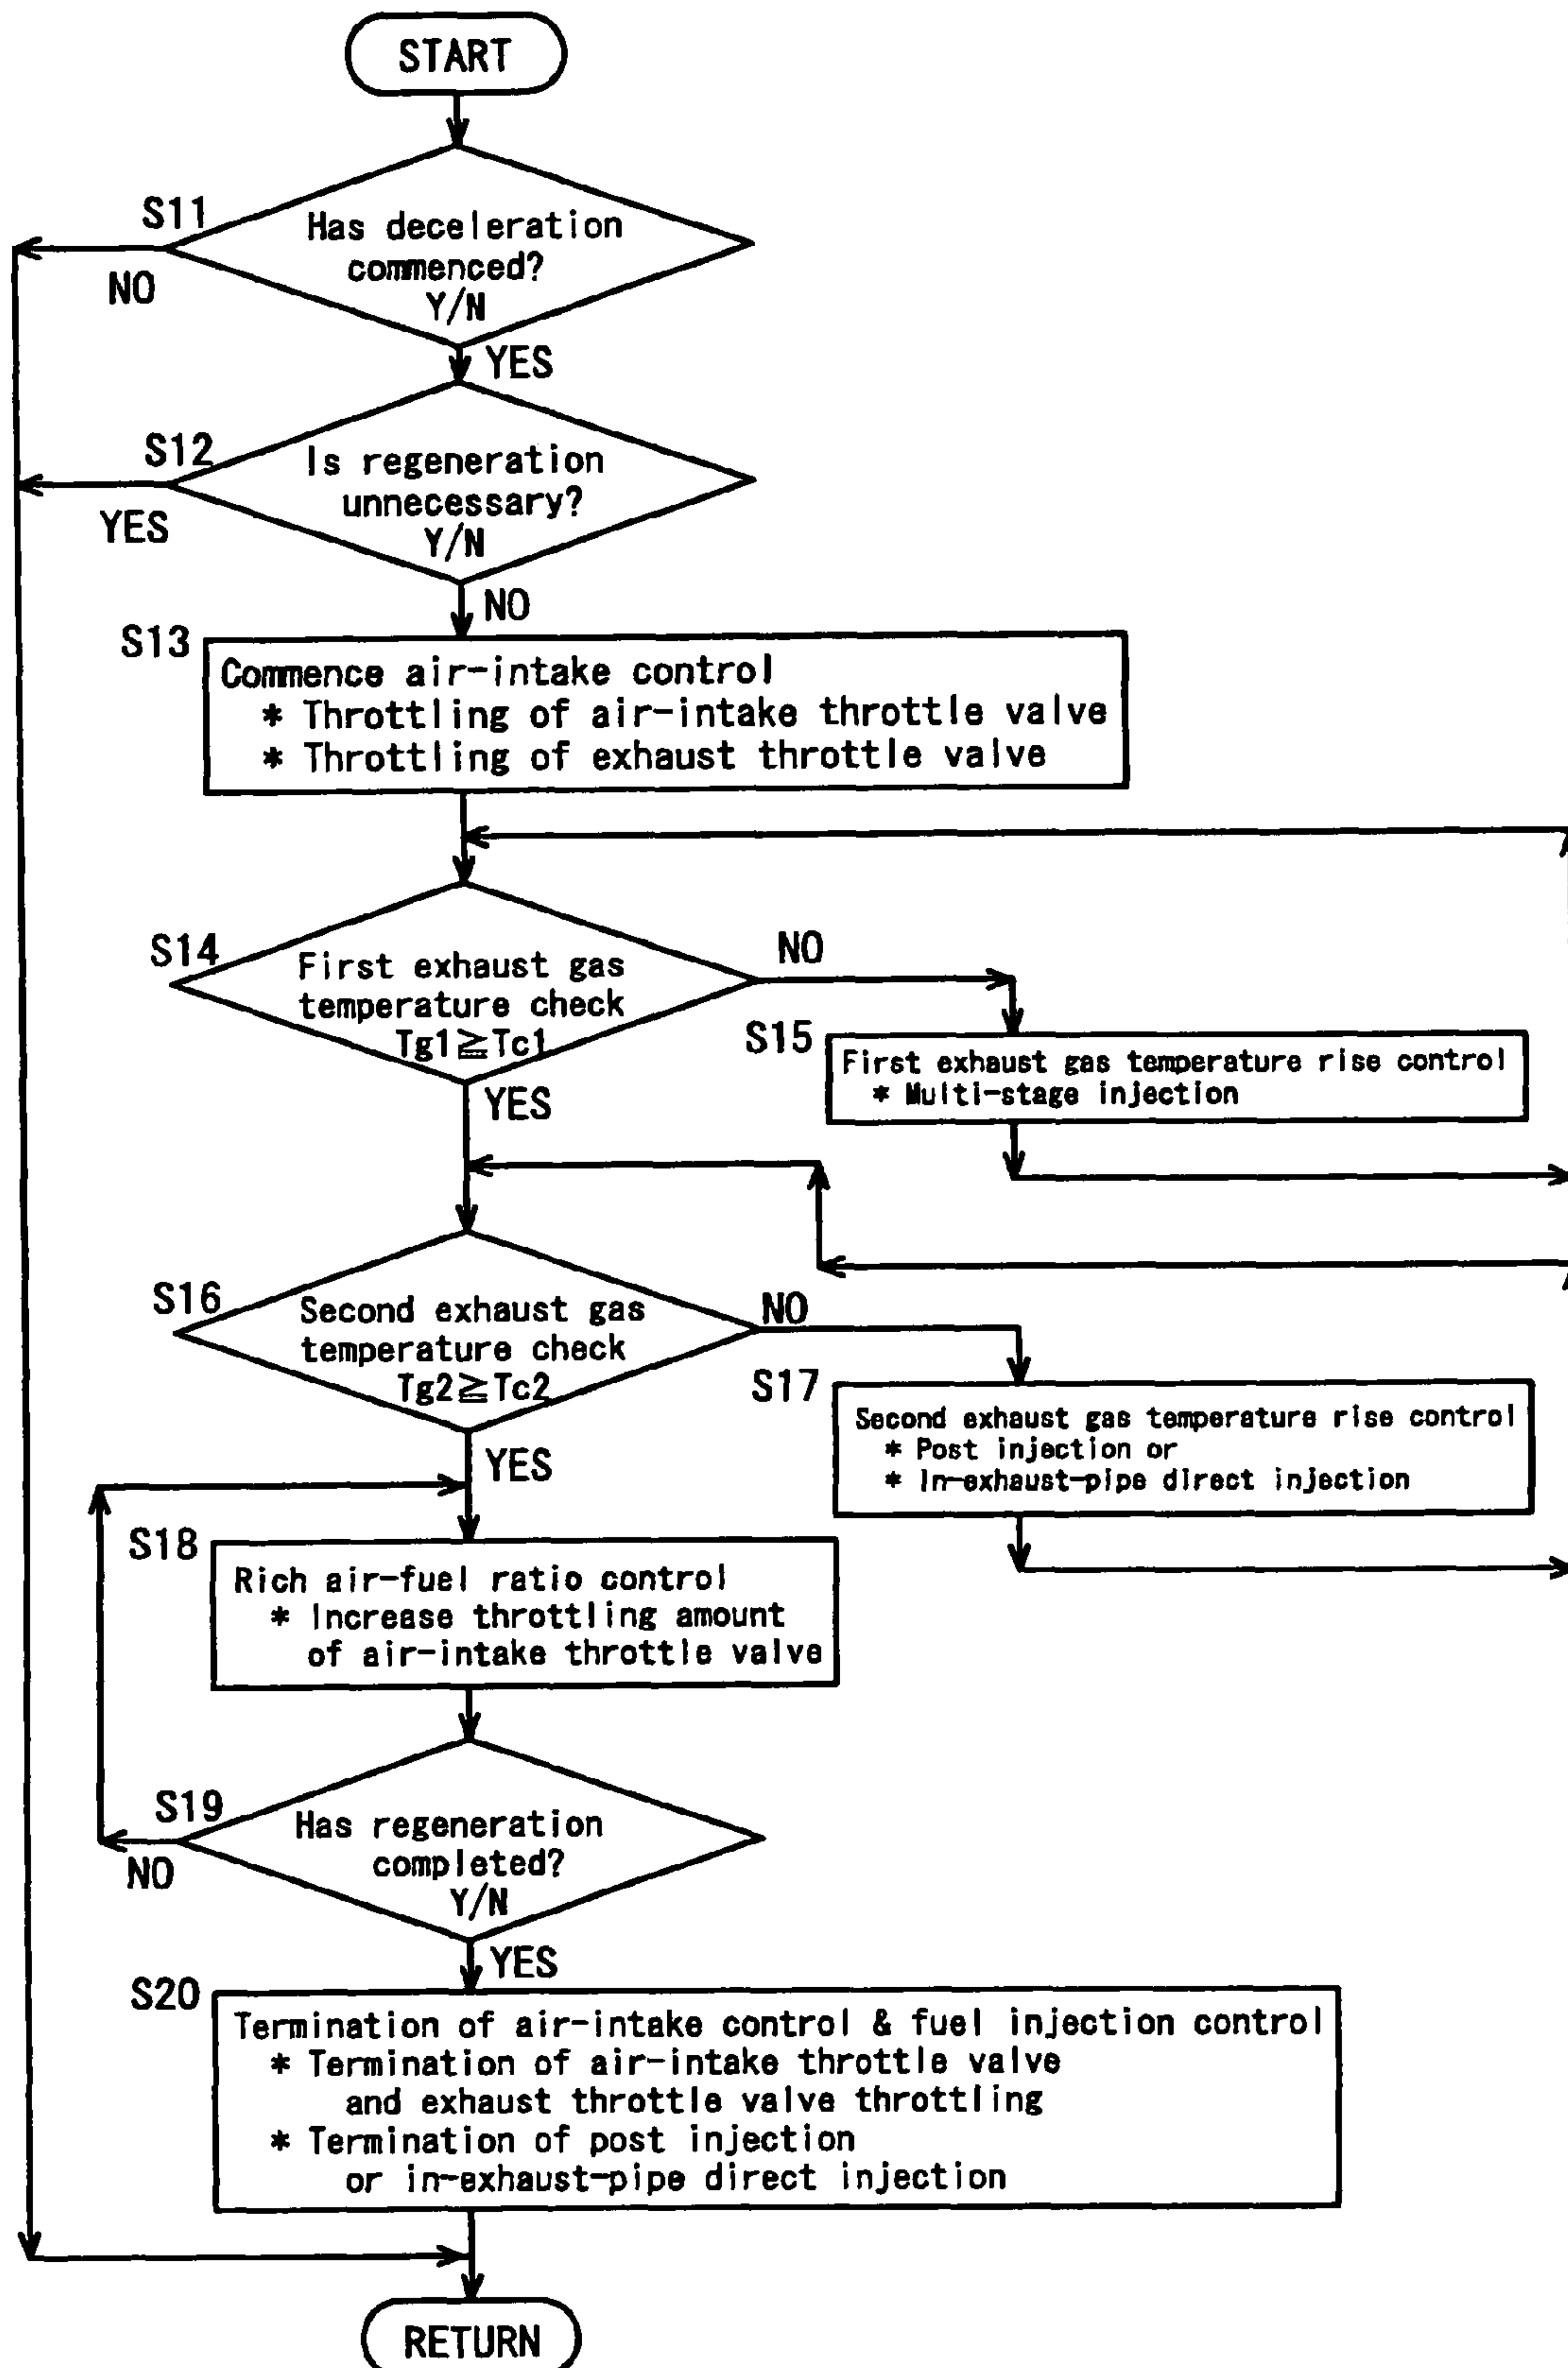 START
S11
Has deceleration
commenced?
Y/N
NO
YES
S12
Is regeneration
unnecessary?
Y/N
YES
NO
S13
Commence air-intake control
* Throttling of air-intake throttle valve
* Throttling of exhaust throttle valve
S14
First exhaust gas
temperature check
Tg1≧Tc1
NO
YES
S15
First exhaust gas temperature rise control
* Multi-stage injection
S16
Second exhaust gas
temperature check
Tg2≧Tc2
NO
YES
S17
Second exhaust gas temperature rise control
* Post injection or
* In-exhaust-pipe direct injection
S18
Rich air-fuel ratio control
* Increase throttling amount
of air-intake throttle valve
S19
Has regeneration
completed?
Y/N
NO
YES
S20
Termination of air-intake control & fuel injection control
* Termination of air-intake throttle valve
and exhaust throttle valve throttling
* Termination of post injection
or in-exhaust-pipe direct injection
RETURN